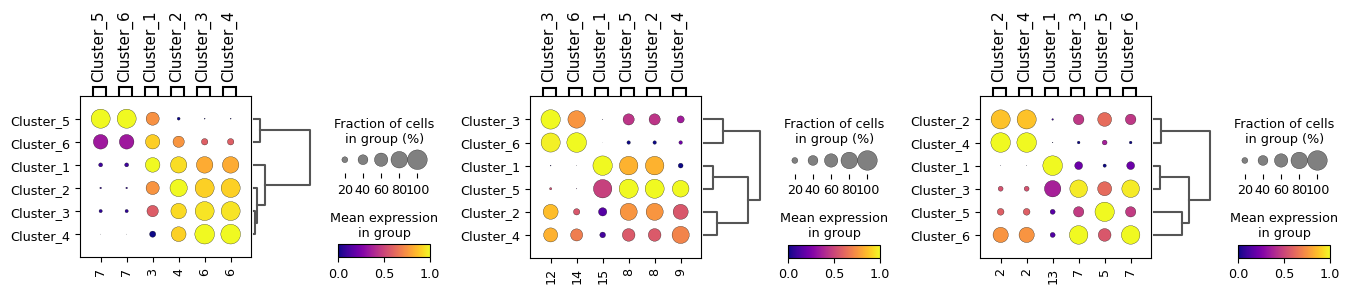 Cluster_5
Cluster_6
Cluster_1
Cluster_2
Cluster_3
Cluster_4
Cluster_5
Cluster_6
Cluster_1
Cluster_2
Cluster_3
Cluster_4
7
7
3
4
6
6
Fraction of cells
in group (%)
20 40 60 80100
Mean expression
in group
0.0 0.5 1.0
Cluster_3
Cluster_6
Cluster_1
Cluster_5
Cluster_2
Cluster_4
Cluster_3
Cluster_6
Cluster_1
Cluster_5
Cluster_2
Cluster_4
12
14
15
8
8
9
Fraction of cells
in group (%)
20 40 60 80100
Mean expression
in group
0.0 0.5 1.0
Cluster_2
Cluster_4
Cluster_1
Cluster_3
Cluster_5
Cluster_6
Cluster_2
Cluster_4
Cluster_1
Cluster_3
Cluster_5
Cluster_6
2
2
13
7
5
7
Fraction of cells
in group (%)
20 40 60 80100
Mean expression
in group
0.0 0.5 1.0